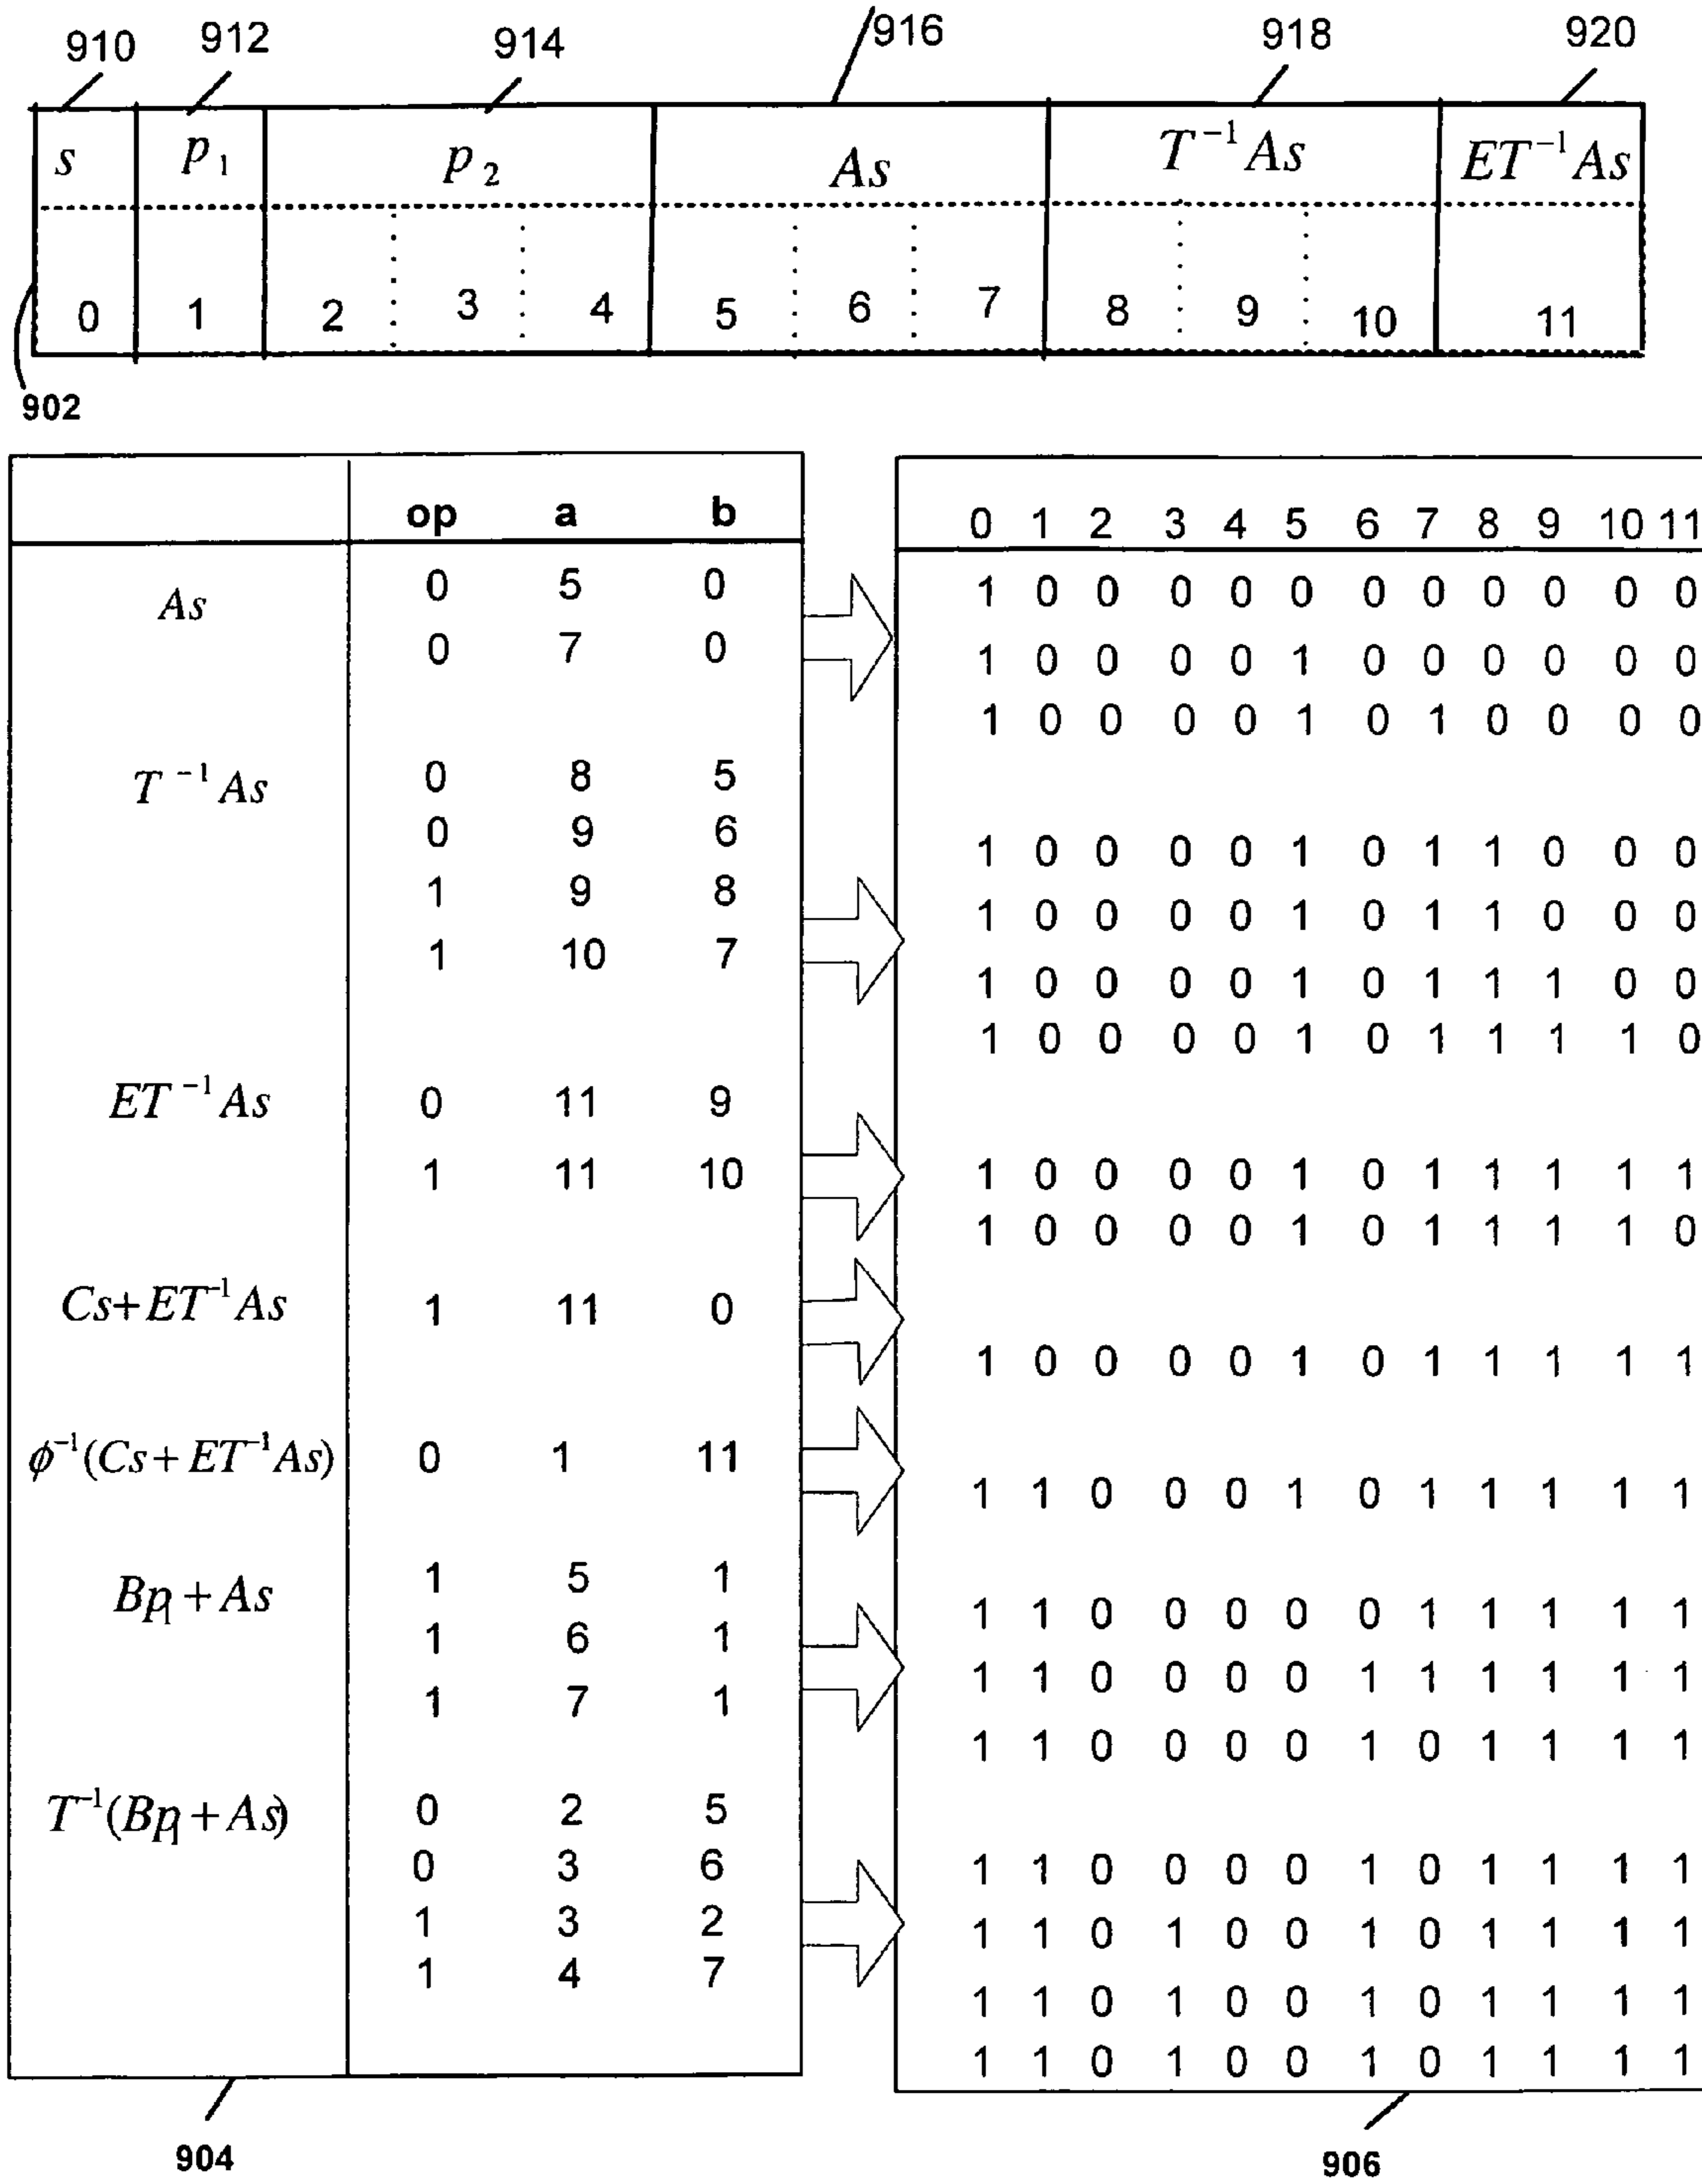 910 912 914 916 918 920
s p₁ p₂ As T⁻¹As ET⁻¹As
0 1 2 3 4 5 6 7 8 9 10 11
902
op a b
0 1 2 3 4 5 6 7 8 9 10 11
As
0 5 0
0 7 0
1 0 0 0 0 0 0 0 0 0 0 0
1 0 0 0 0 1 0 0 0 0 0 0
1 0 0 0 0 1 0 1 0 0 0 0
T⁻¹As
0 8 5
0 9 6
1 9 8
1 10 7
1 0 0 0 0 1 0 1 1 0 0 0
1 0 0 0 0 1 0 1 1 0 0 0
1 0 0 0 0 1 0 1 1 1 0 0
1 0 0 0 0 1 0 1 1 1 1 0
ET⁻¹As
0 11 9
1 11 10
1 0 0 0 0 1 0 1 1 1 1 1
1 0 0 0 0 1 0 1 1 1 1 0
Cs+ET⁻¹As
1 11 0
1 0 0 0 0 1 0 1 1 1 1 1
ϕ⁻¹(Cs+ET⁻¹As)
0 1 11
1 1 0 0 0 1 0 1 1 1 1 1
Bp₁+As
1 5 1
1 6 1
1 7 1
1 1 0 0 0 0 0 1 1 1 1 1
1 1 0 0 0 0 1 1 1 1 1 1
1 1 0 0 0 0 1 0 1 1 1 1
T⁻¹(Bp₁+As)
0 2 5
0 3 6
1 3 2
1 4 7
1 1 0 0 0 0 1 0 1 1 1 1
1 1 0 1 0 0 1 0 1 1 1 1
1 1 0 1 0 0 1 0 1 1 1 1
1 1 0 1 0 0 1 0 1 1 1 1
904
906